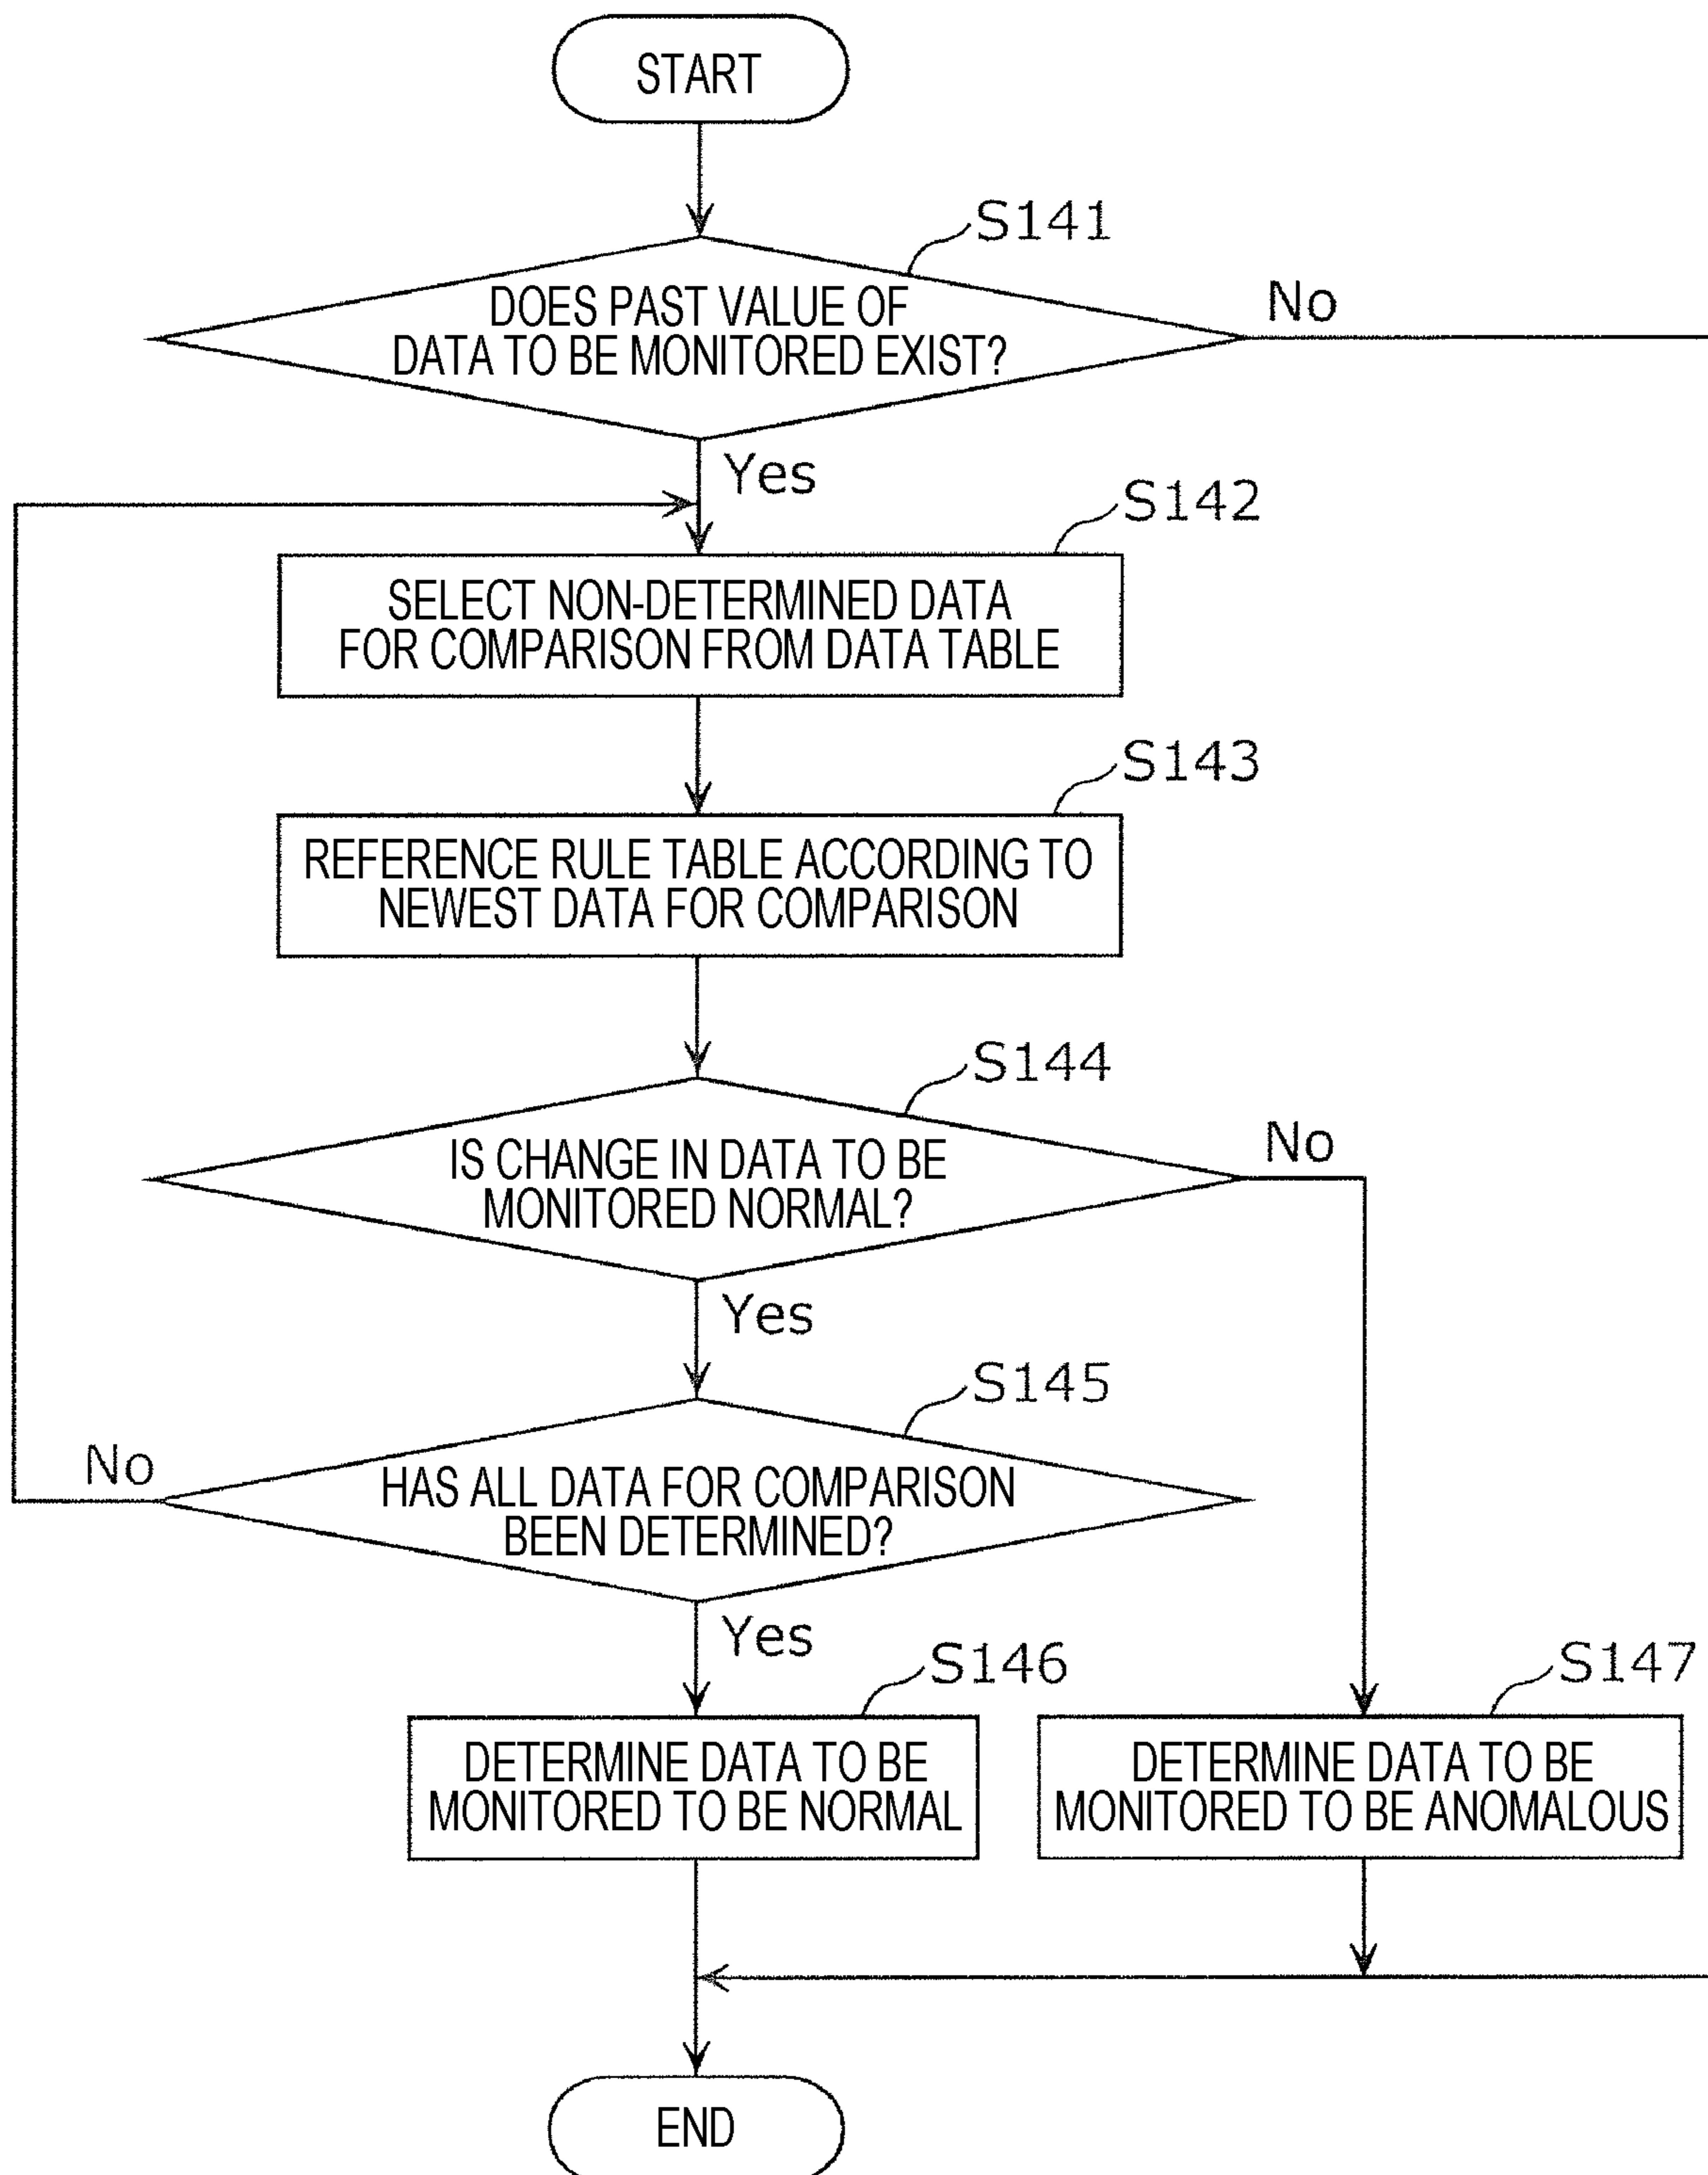 START
S141
DOES PAST VALUE OF
DATA TO BE MONITORED EXIST?
No
Yes
S142
SELECT NON-DETERMINED DATA
FOR COMPARISON FROM DATA TABLE
S143
REFERENCE RULE TABLE ACCORDING TO
NEWEST DATA FOR COMPARISON
S144
IS CHANGE IN DATA TO BE
MONITORED NORMAL?
No
Yes
S145
No
HAS ALL DATA FOR COMPARISON
BEEN DETERMINED?
Yes
S146
DETERMINE DATA TO BE
MONITORED TO BE NORMAL
S147
DETERMINE DATA TO BE
MONITORED TO BE ANOMALOUS
END